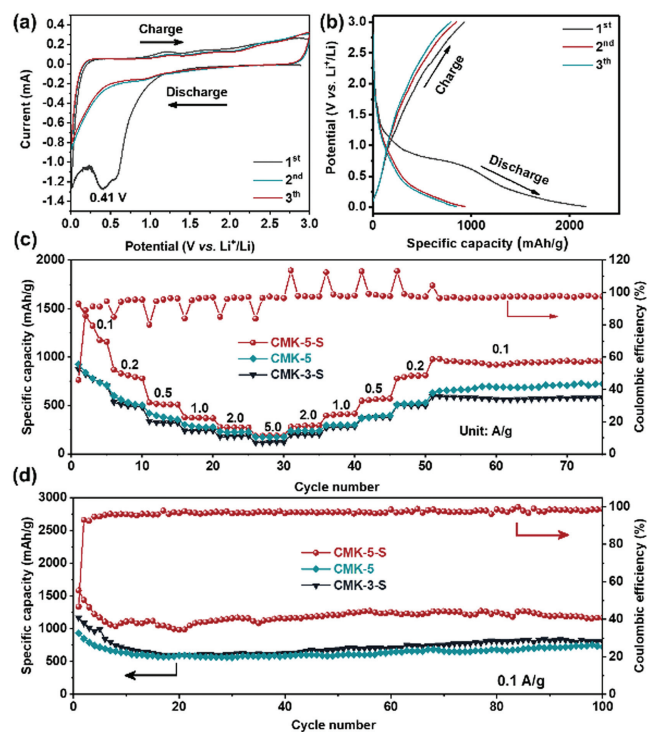 (a)
Charge
Discharge
0.41 V
1st
2nd
3th
Current (mA)
0.4
0.2
0.0
-0.2
-0.4
-0.6
-0.8
-1.0
-1.2
-1.4
0.0 0.5 1.0 1.5 2.0 2.5 3.0
Potential (V vs. Li+/Li)
(b)
1st
2nd
3th
Charge
Discharge
Potential (V vs. Li+/Li)
3.0
2.5
2.0
1.5
1.0
0.5
0.0
0 1000 2000
Specific capacity (mAh/g)
(c)
Specific capacity (mAh/g)
2000
1500
1000
500
0
0.1
0.2
0.5
1.0
2.0
5.0
2.0
1.0
0.5
0.2
0.1
CMK-5-S
CMK-5
CMK-3-S
Unit: A/g
120
100
80
60
40
20
0
Coulombic efficiency (%)
0 10 20 30 40 50 60 70
Cycle number
(d)
Specific capacity (mAh/g)
3000
2750
2500
2250
2000
1750
1500
1250
1000
750
500
250
0
CMK-5-S
CMK-5
CMK-3-S
0.1 A/g
100
80
60
40
20
0
Coulombic efficiency (%)
0 20 40 60 80 100
Cycle number